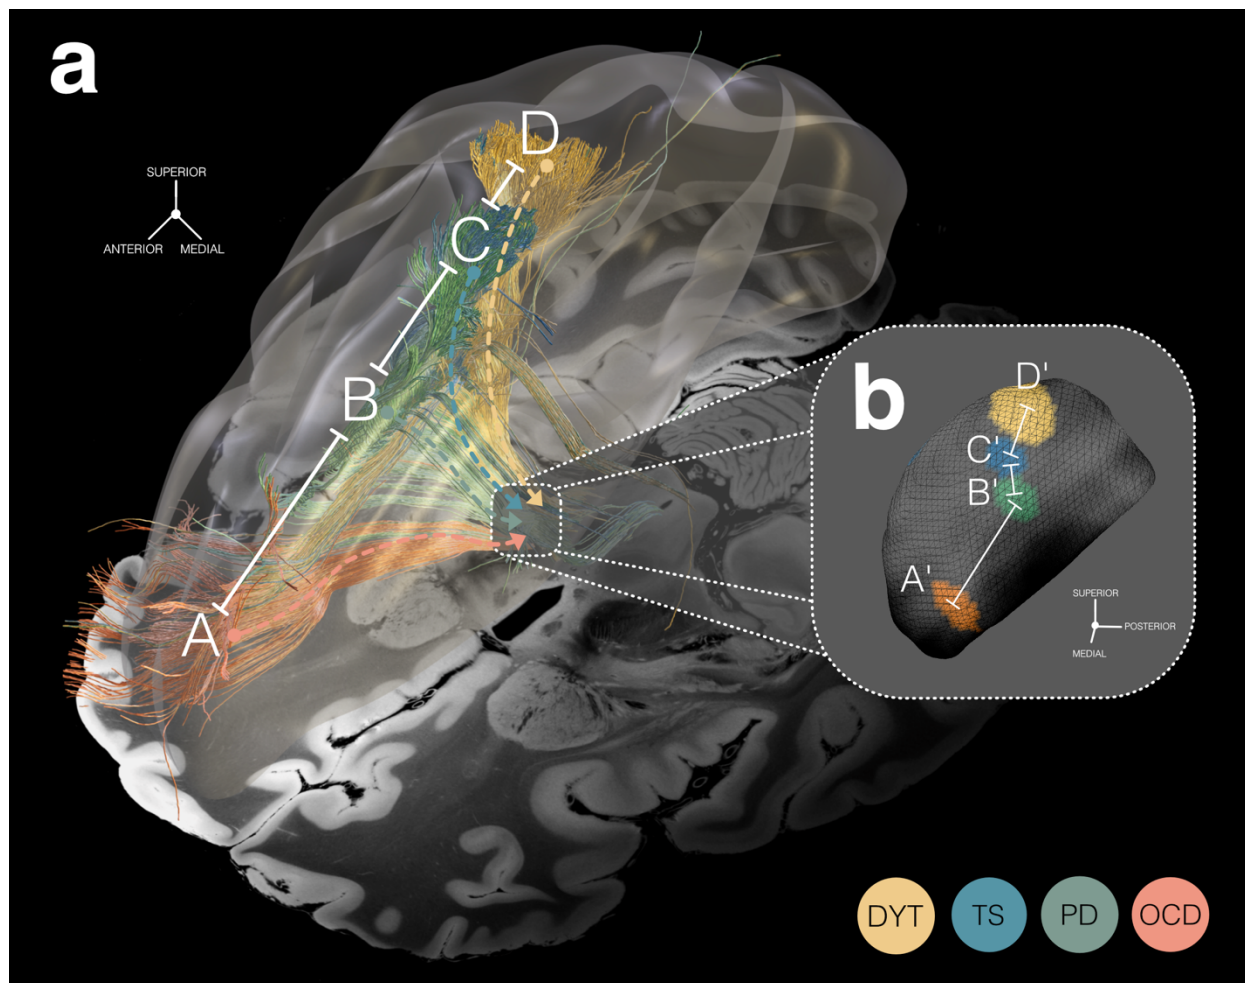 a
SUPERIOR
ANTERIOR MEDIAL
D
C
B
A
b
D'
C'
B'
A'
SUPERIOR
POSTERIOR
MEDIAL
DYT TS PD OCD